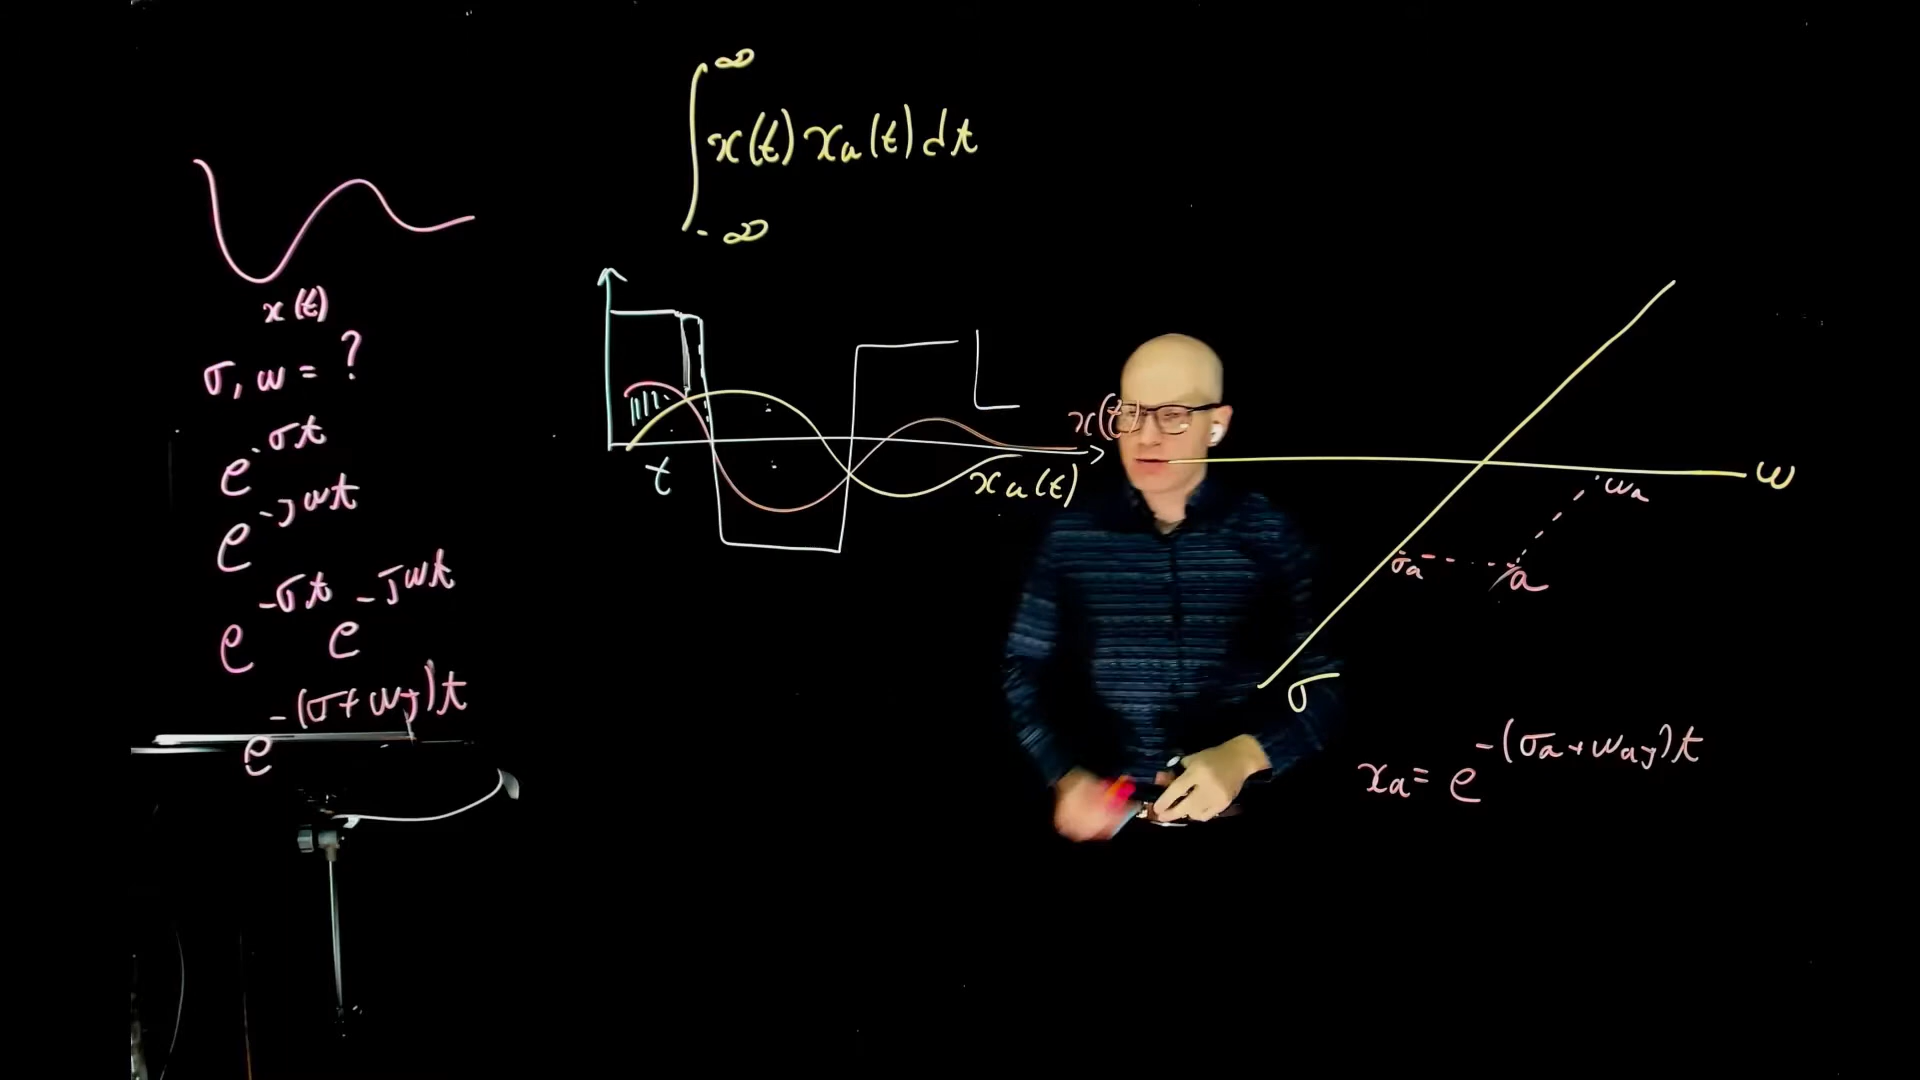 ∫_{-∞}^{∞} x(t) xₐ(t) dt
x(t)
σ, ω = ?
e^{-σt}
e^{-jωt}
e^{-σt} e^{-jωt}
e^{-(σ+ωj)t}
t
x(t)
xₐ(t)
ω
ωₐ
σₐ
a
σ
xₐ = e^{-(σₐ+ωₐj)t}